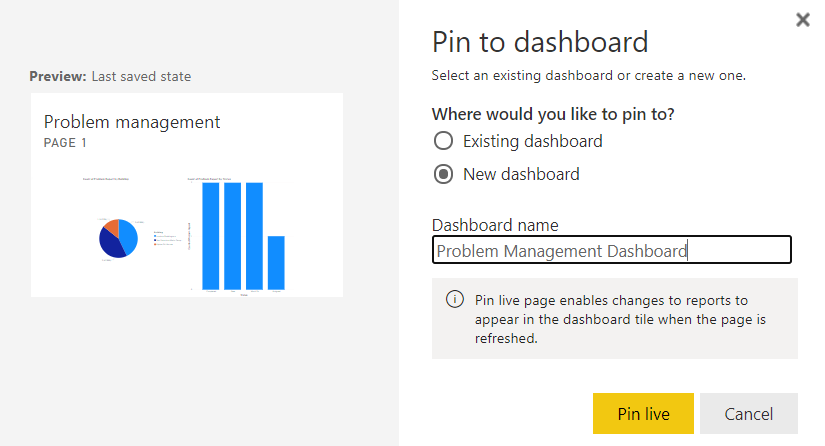 Pin to dashboard
Select an existing dashboard or create a new one.
Preview: Last saved state
Problem management
PAGE 1
Where would you like to pin to?
Existing dashboard
New dashboard
Dashboard name
Problem Management Dashboard
Pin live page enables changes to reports to
appear in the dashboard tile when the page is
refreshed.
Pin live
Cancel